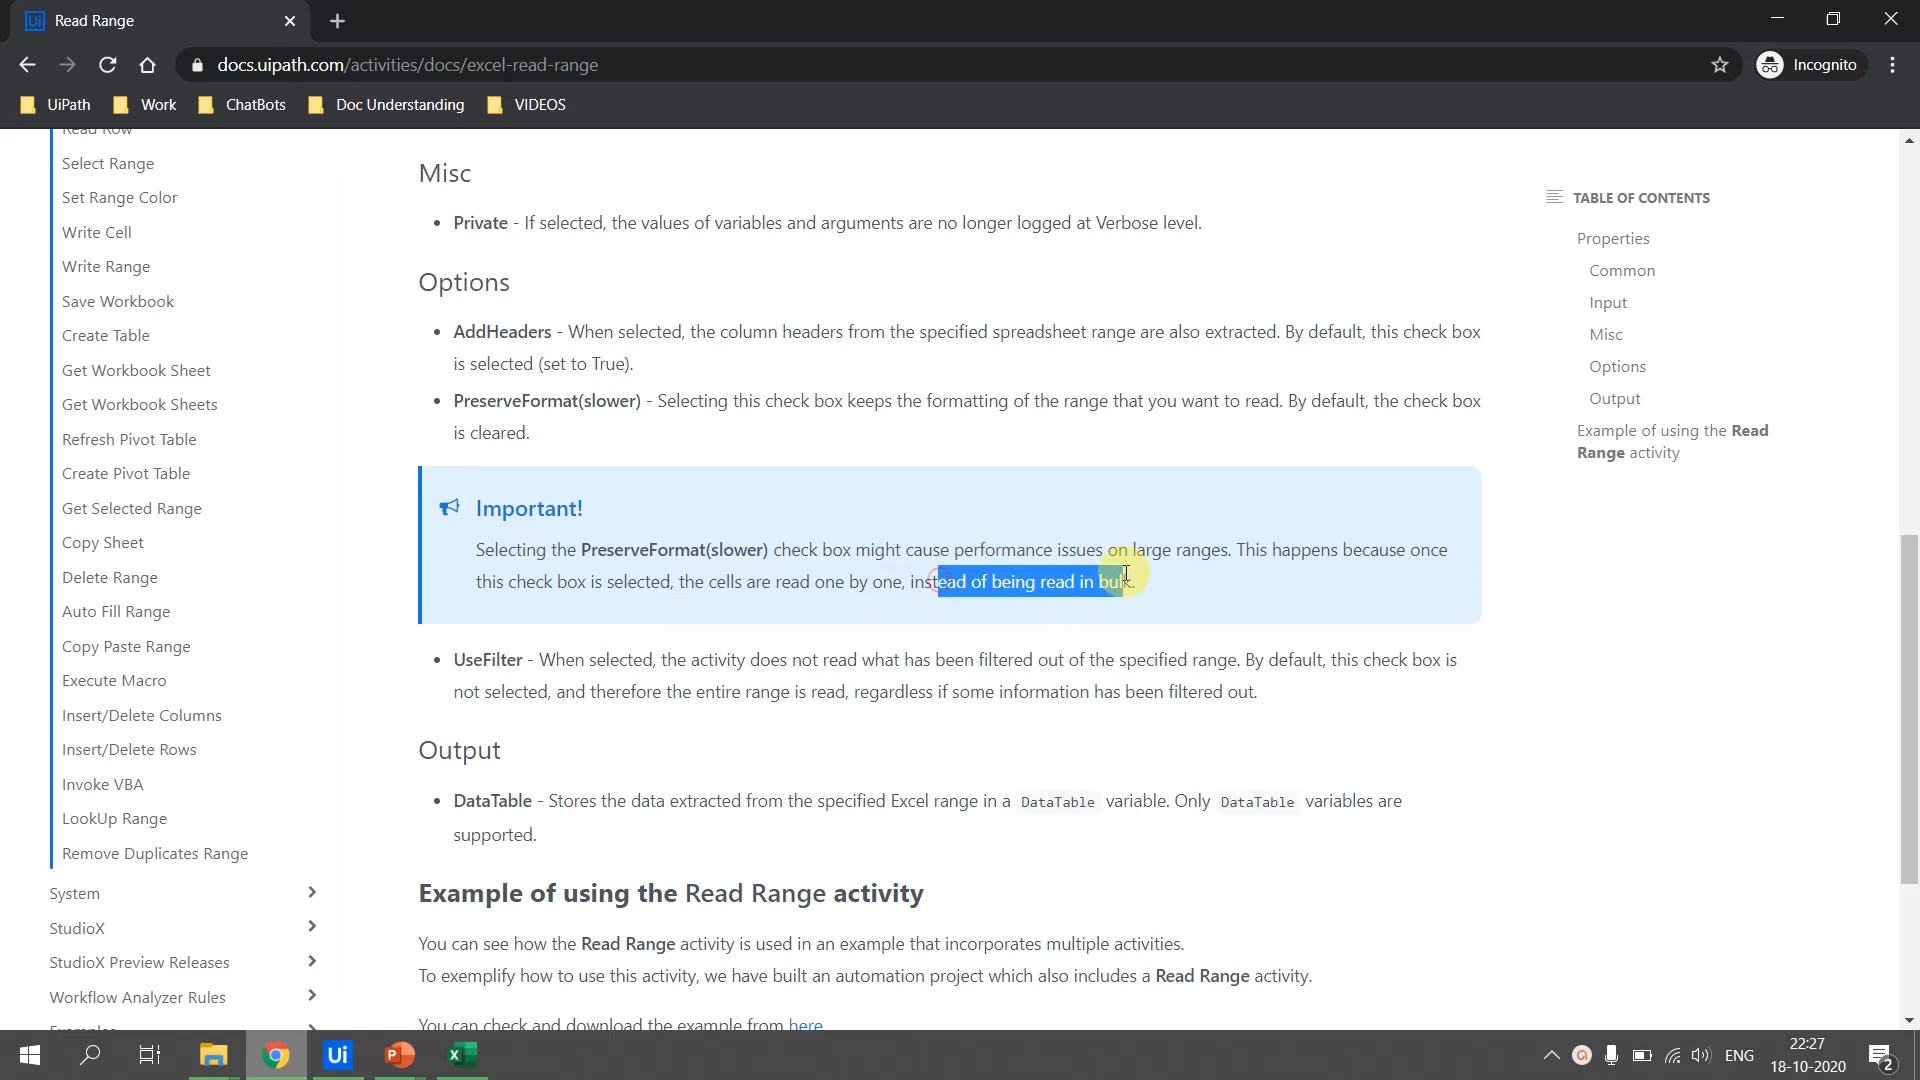 Read Range
docs.uipath.com/activities/docs/excel-read-range
Incognito
UiPath
Work
ChatBots
Doc Understanding
VIDEOS
Read Row
Select Range
Set Range Color
Write Cell
Write Range
Save Workbook
Create Table
Get Workbook Sheet
Get Workbook Sheets
Refresh Pivot Table
Create Pivot Table
Get Selected Range
Copy Sheet
Delete Range
Auto Fill Range
Copy Paste Range
Execute Macro
Insert/Delete Columns
Insert/Delete Rows
Invoke VBA
LookUp Range
Remove Duplicates Range
System
StudioX
StudioX Preview Releases
Workflow Analyzer Rules
Misc
• Private - If selected, the values of variables and arguments are no longer logged at Verbose level.
Options
• AddHeaders - When selected, the column headers from the specified spreadsheet range are also extracted. By default, this check box
is selected (set to True).
• PreserveFormat(slower) - Selecting this check box keeps the formatting of the range that you want to read. By default, the check box
is cleared.
Important!
Selecting the PreserveFormat(slower) check box might cause performance issues on large ranges. This happens because once
this check box is selected, the cells are read one by one, instead of being read in bulk.
• UseFilter - When selected, the activity does not read what has been filtered out of the specified range. By default, this check box is
not selected, and therefore the entire range is read, regardless if some information has been filtered out.
Output
• DataTable - Stores the data extracted from the specified Excel range in a DataTable variable. Only DataTable variables are
supported.
Example of using the Read Range activity
You can see how the Read Range activity is used in an example that incorporates multiple activities.
To exemplify how to use this activity, we have built an automation project which also includes a Read Range activity.
You can check and download the example from here
TABLE OF CONTENTS
Properties
Common
Input
Misc
Options
Output
Example of using the Read
Range activity
Ui
ENG
22:27
18-10-2020
2